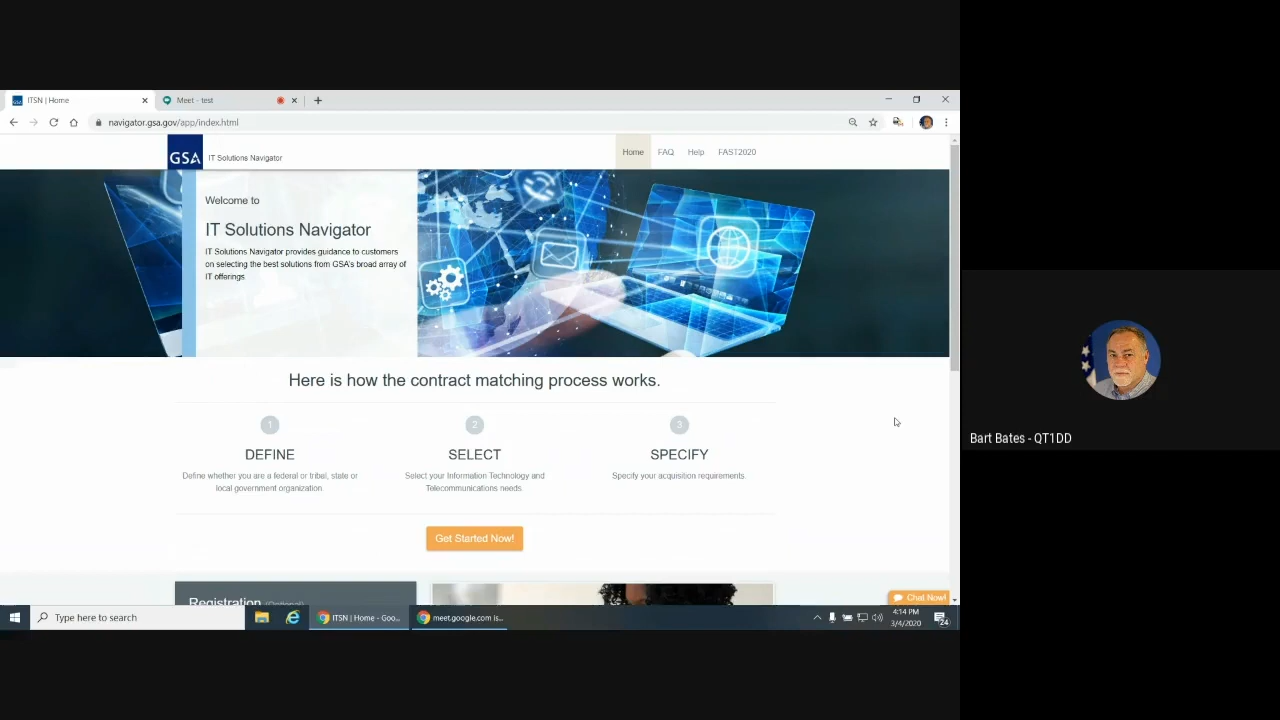 ITSN | Home
Meet - test
navigator.gsa.gov/app/index.html
GSA
IT Solutions Navigator
Home
FAQ
Help
FAST2020
Welcome to
IT Solutions Navigator
IT Solutions Navigator provides guidance to customers
on selecting the best solutions from GSA's broad array of
IT offerings
Here is how the contract matching process works.
1
2
3
DEFINE
SELECT
SPECIFY
Define whether you are a federal or tribal, state or
local government organization.
Select your Information Technology and
Telecommunications needs.
Specify your acquisition requirements.
Get Started Now!
Registration (Optional)
Chat Now!
Type here to search
ITSN | Home - Goo...
meet.google.com is...
4:14 PM
3/4/2020
24
Bart Bates - QT1DD